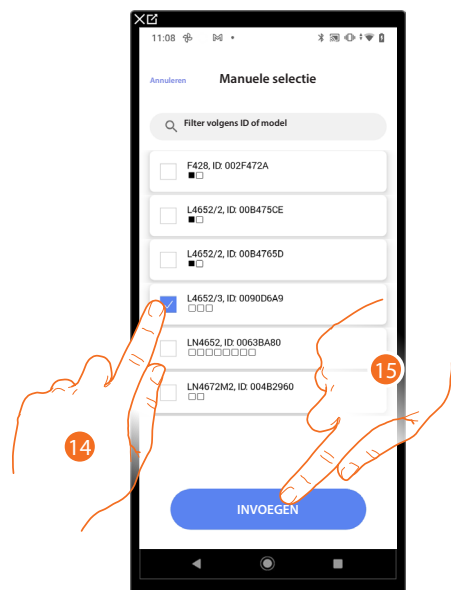 11:08
Annuleren Manuele selectie
Filter volgens ID of model
F428, ID: 002F472A
L4652/2, ID: 00B475CE
L4652/2, ID: 00B4765D
L4652/3, ID: 0090D6A9
LN4652, ID: 0063BA80
15
LN4672M2, ID: 004B2960
14
INVOEGEN